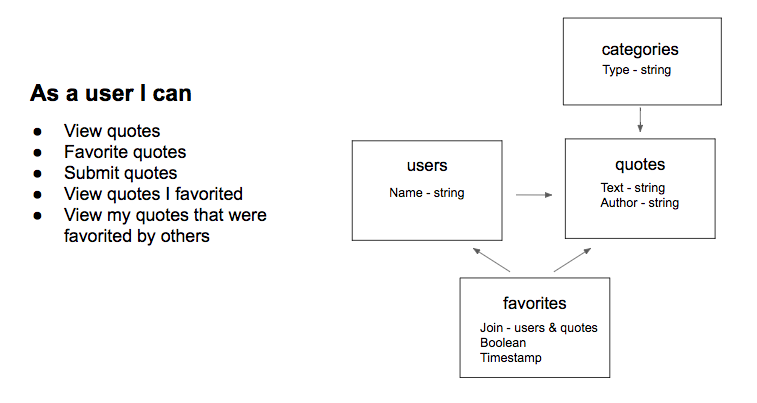 As a user I can
● View quotes
● Favorite quotes
● Submit quotes
● View quotes I favorited
● View my quotes that were
favorited by others
categories
Type - string
users
Name - string
quotes
Text - string
Author - string
favorites
Join - users & quotes
Boolean
Timestamp